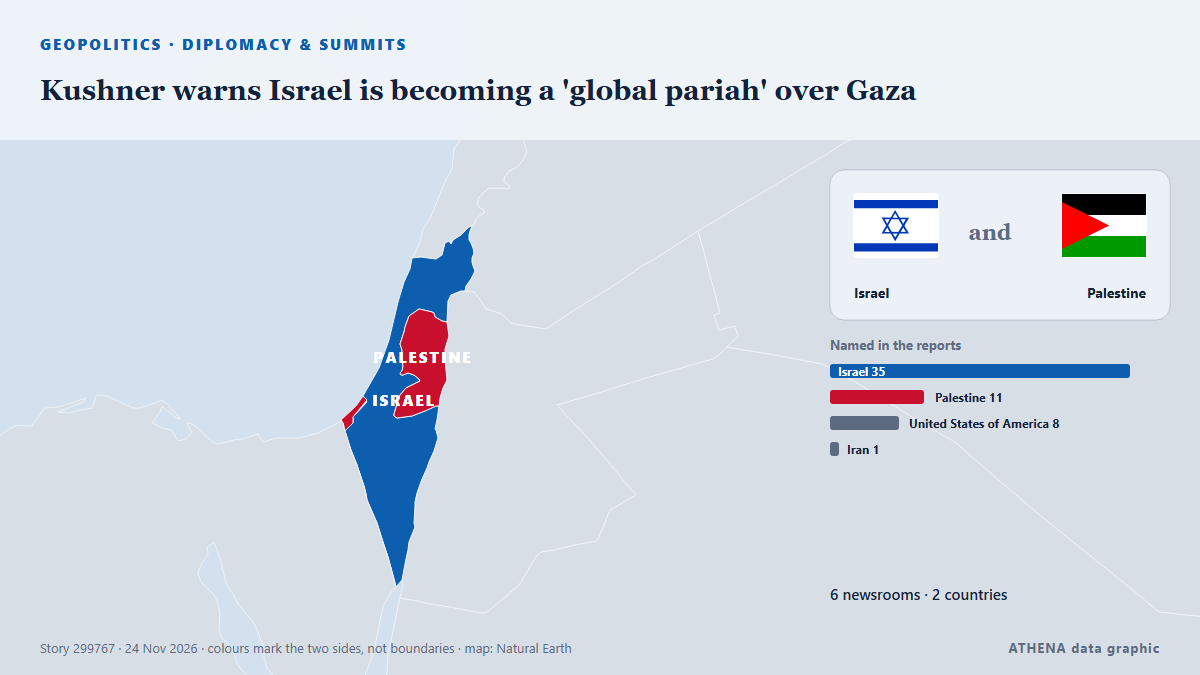 GEOPOLITICS · DIPLOMACY & SUMMITS
Kushner warns Israel is becoming a 'global pariah' over Gaza
and
Israel
Palestine
Named in the reports
Israel 35
Palestine 11
United States of America 8
Iran 1
PALESTINE
ISRAEL
6 newsrooms · 2 countries
Story 299767 · 24 Nov 2026 · colours mark the two sides, not boundaries · map: Natural Earth
ATHENA data graphic